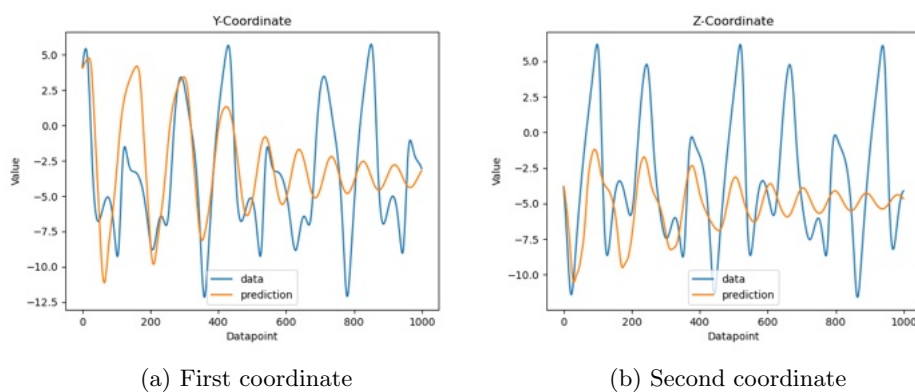 Y-Coordinate
5.0
2.5
0.0
−2.5
−5.0
−7.5
−10.0
−12.5
Value
data
prediction
0 200 400 600 800 1000
Datapoint
(a) First coordinate
Z-Coordinate
5.0
2.5
0.0
−2.5
−5.0
−7.5
−10.0
Value
data
prediction
0 200 400 600 800 1000
Datapoint
(b) Second coordinate